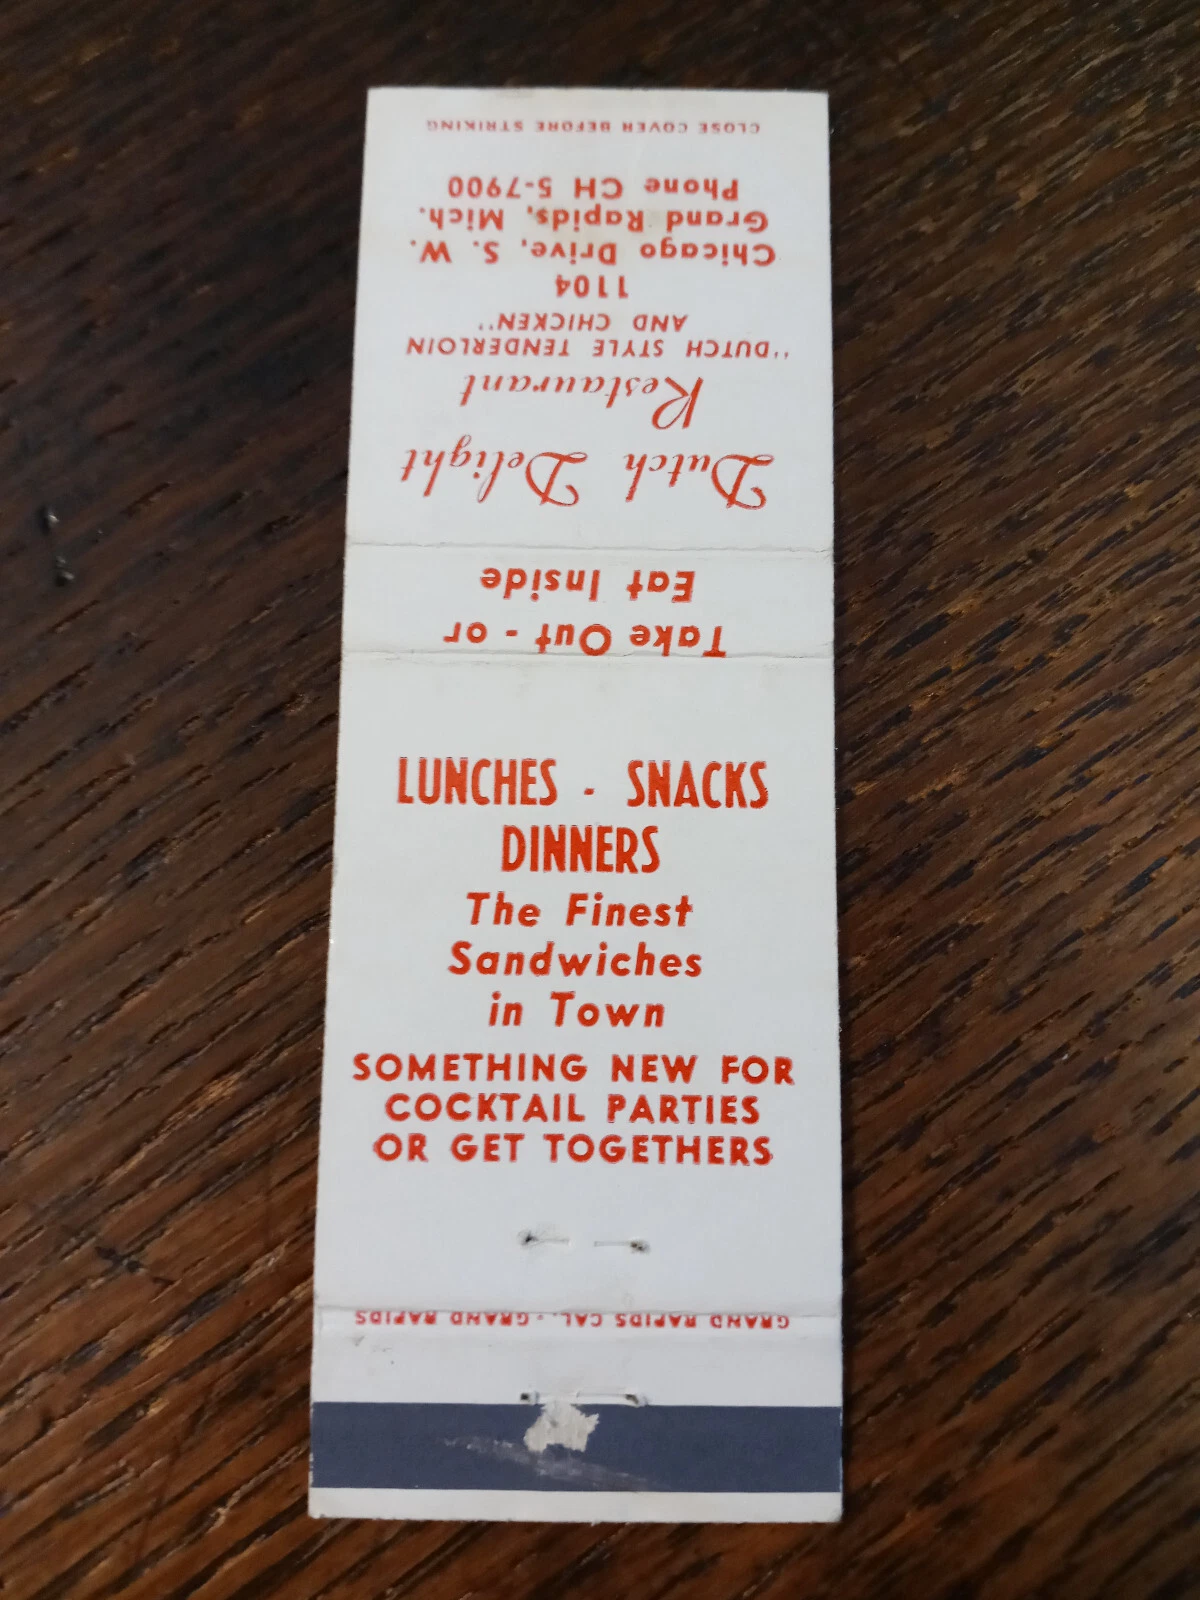 Dutch Delight
Restaurant
"DUTCH STYLE TENDERLOIN
AND CHICKEN"
1104
Chicago Drive, S. W.
Grand Rapids, Mich.
Phone CH 5-7900
CLOSE COVER BEFORE STRIKING
Take Out - or
Eat Inside
LUNCHES - SNACKS
DINNERS
The Finest
Sandwiches
in Town
SOMETHING NEW FOR
COCKTAIL PARTIES
OR GET TOGETHERS
GRAND RAPIDS CAL. - GRAND RAPIDS